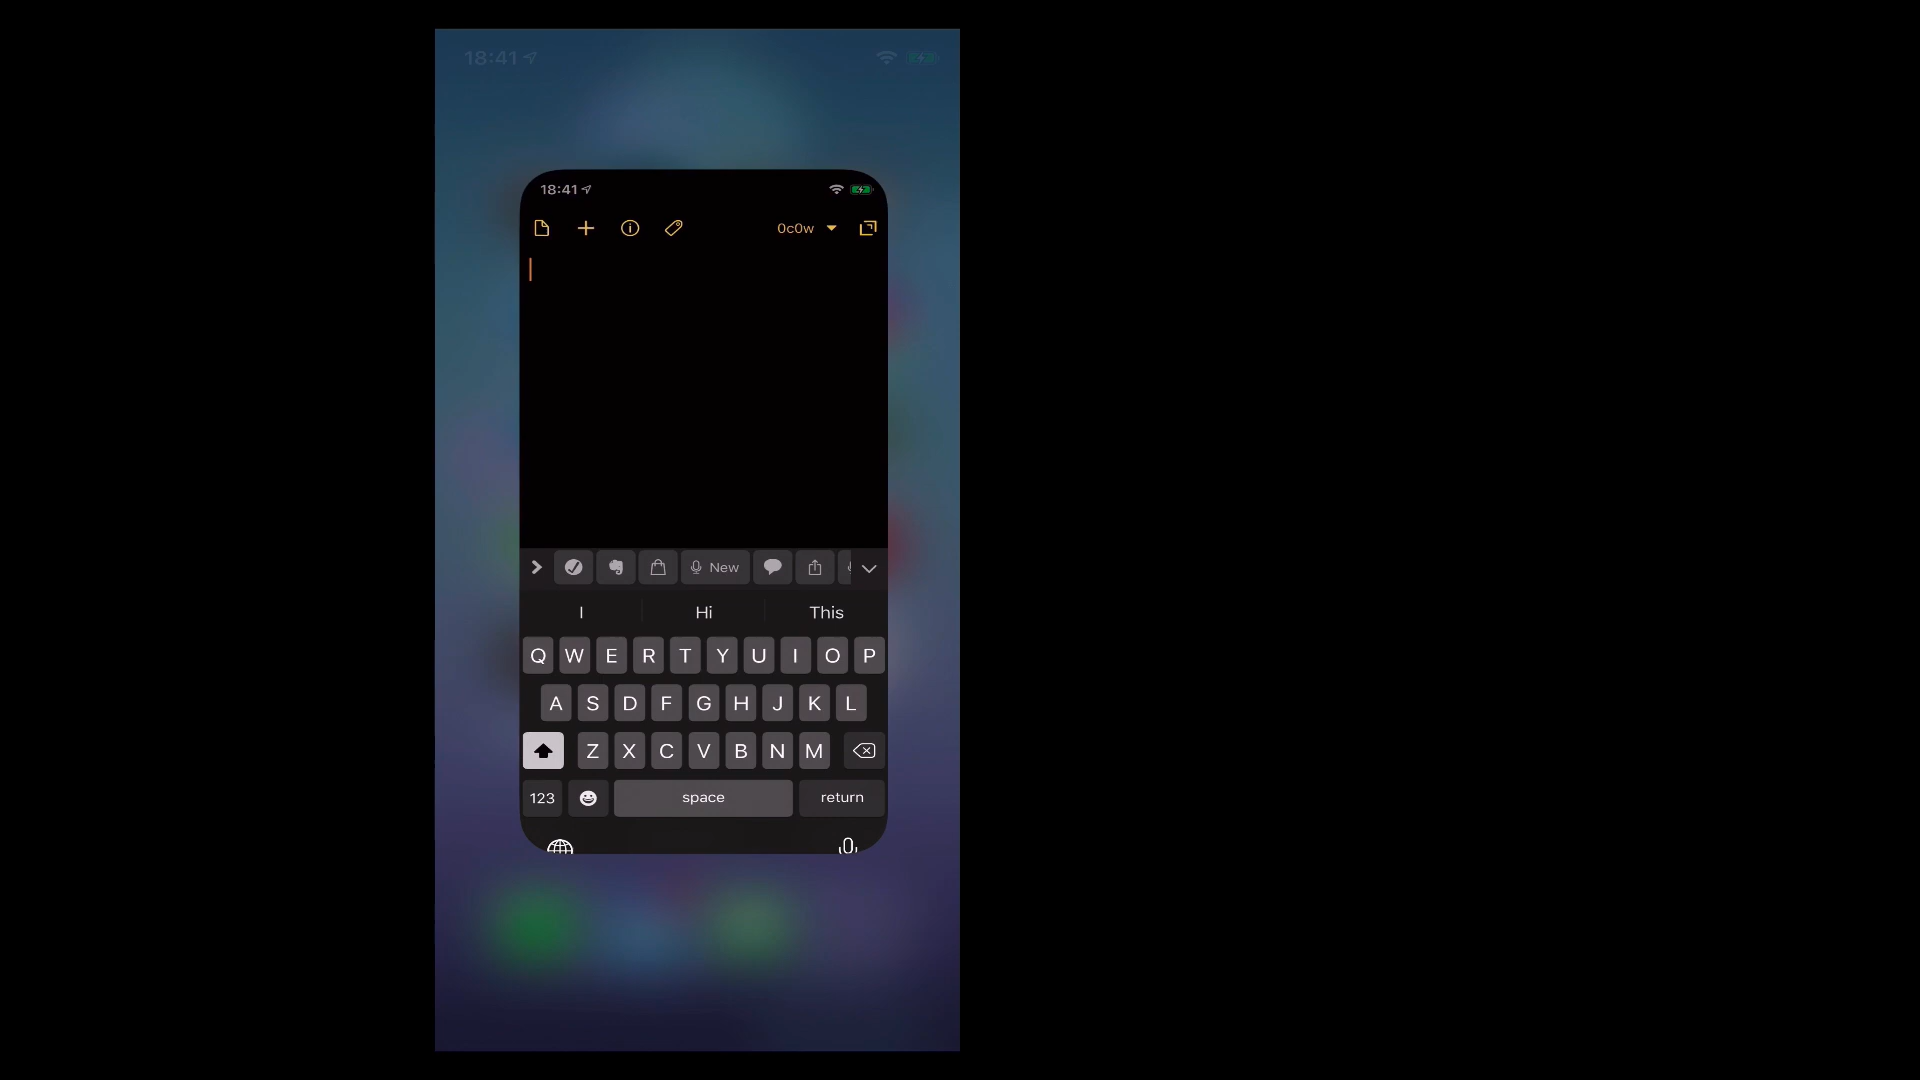 18:41
18:41
0c0w
New
I Hi This
Q W E R T Y U I O P
A S D F G H J K L
Z X C V B N M
123 space return